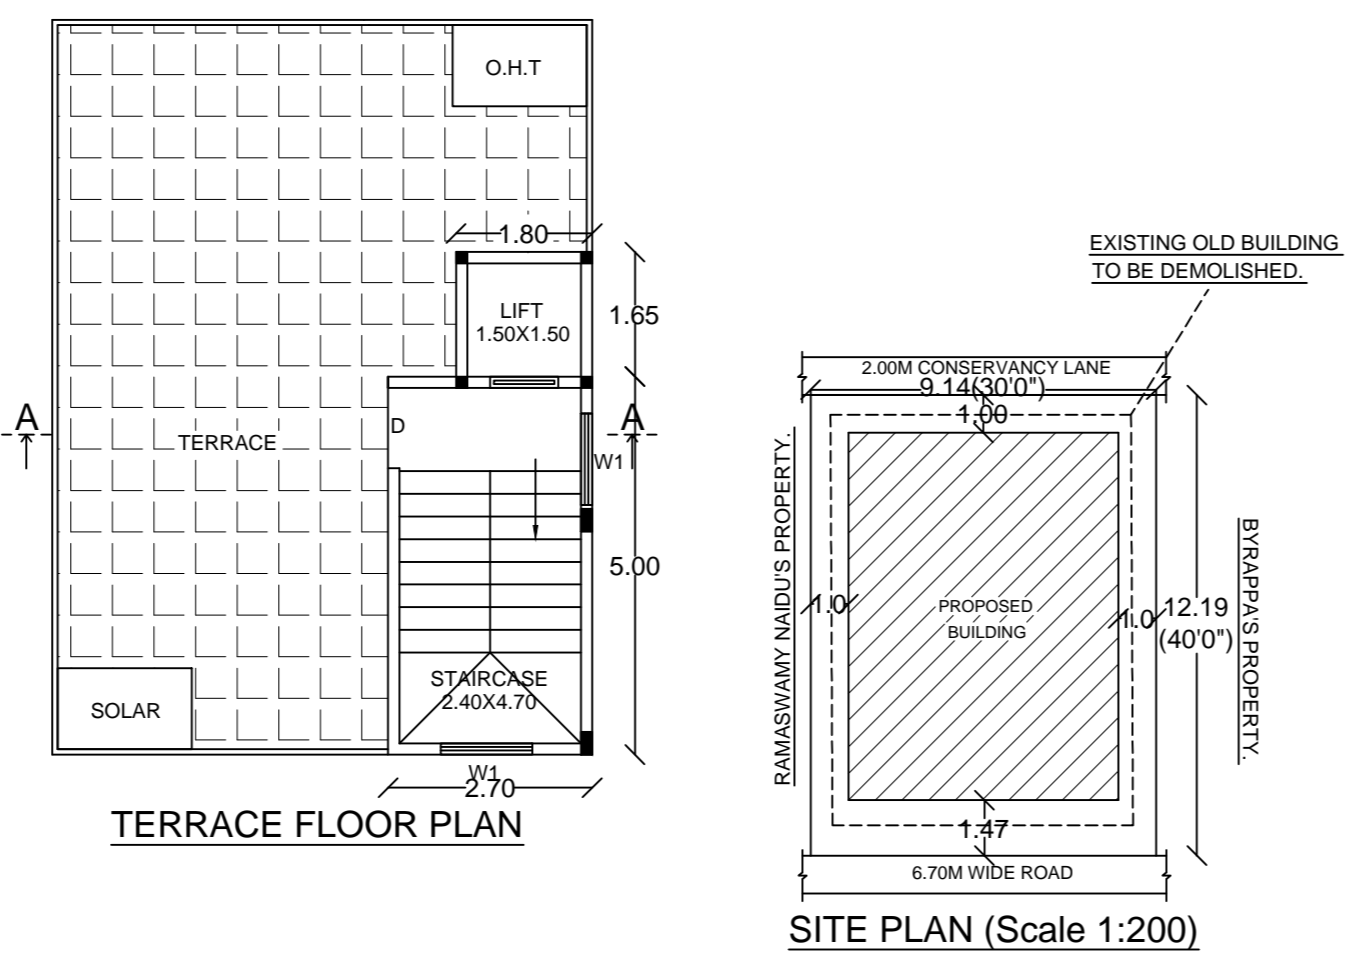 O.H.T
1.80
LIFT
1.50X1.50
1.65
A
A
D
TERRACE
W1
5.00
STAIRCASE
2.40X4.70
SOLAR
W1
2.70
TERRACE FLOOR PLAN
EXISTING OLD BUILDING
TO BE DEMOLISHED.
2.00M CONSERVANCY LANE
9.14(30'0")
1.00
RAMASWAMY NAIDU'S PROPERTY.
1.0
PROPOSED
BUILDING
1.0
12.19
(40'0")
BYRAPPA'S PROPERTY.
1.47
6.70M WIDE ROAD
SITE PLAN (Scale 1:200)